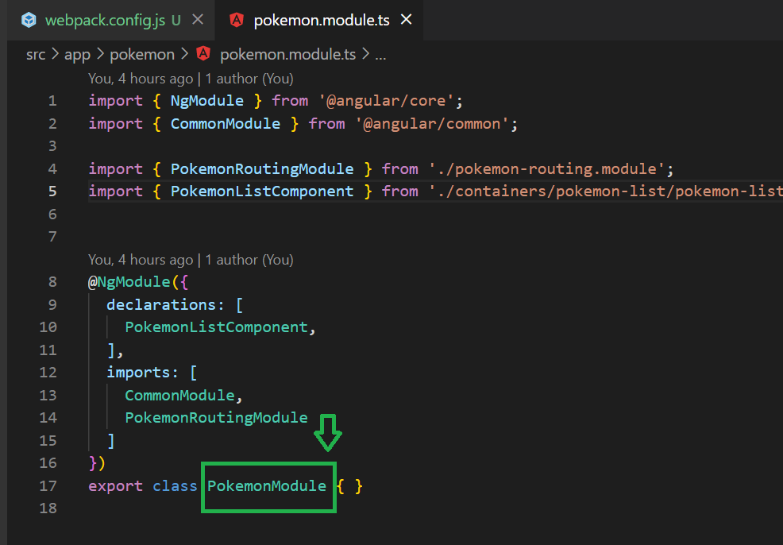 webpack.config.js U
pokemon.module.ts
src > app > pokemon > pokemon.module.ts > ...
You, 4 hours ago | 1 author (You)
1 import { NgModule } from '@angular/core';
2 import { CommonModule } from '@angular/common';
3
4 import { PokemonRoutingModule } from './pokemon-routing.module';
5 import { PokemonListComponent } from './containers/pokemon-list/pokemon-list
6
7
You, 4 hours ago | 1 author (You)
8 @NgModule({
9 declarations: [
10 PokemonListComponent,
11 ],
12 imports: [
13 CommonModule,
14 PokemonRoutingModule
15 ]
16 })
17 export class PokemonModule { }
18